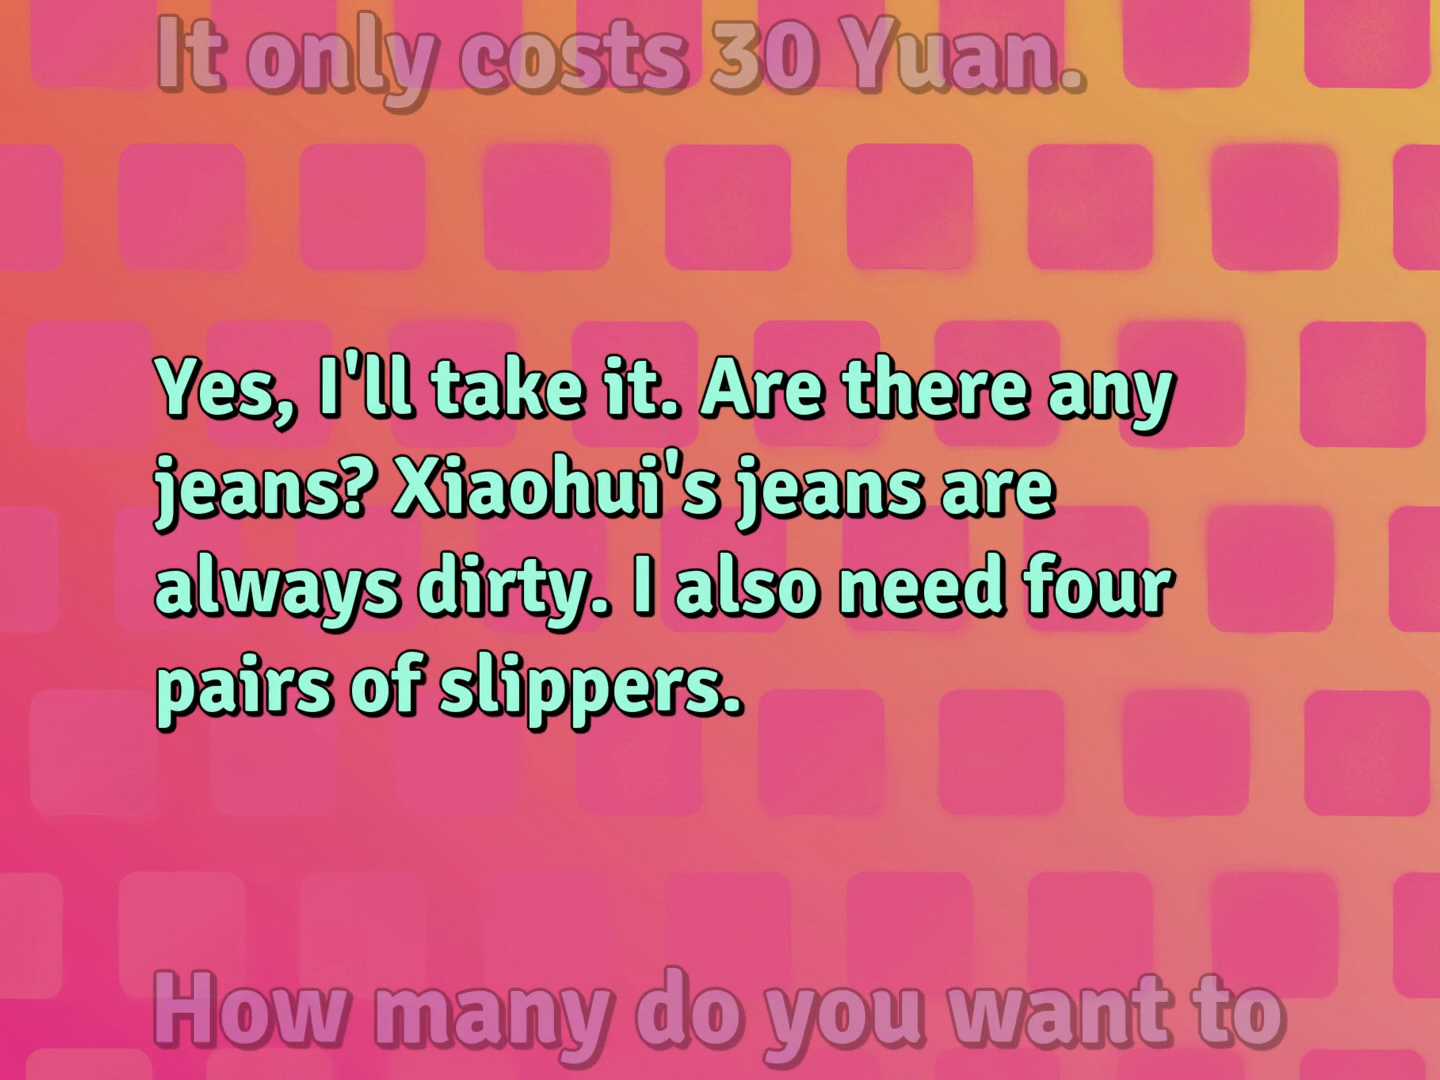 It only costs 30 Yuan.
Yes, I'll take it. Are there any
jeans? Xiaohui's jeans are
always dirty. I also need four
pairs of slippers.
How many do you want to